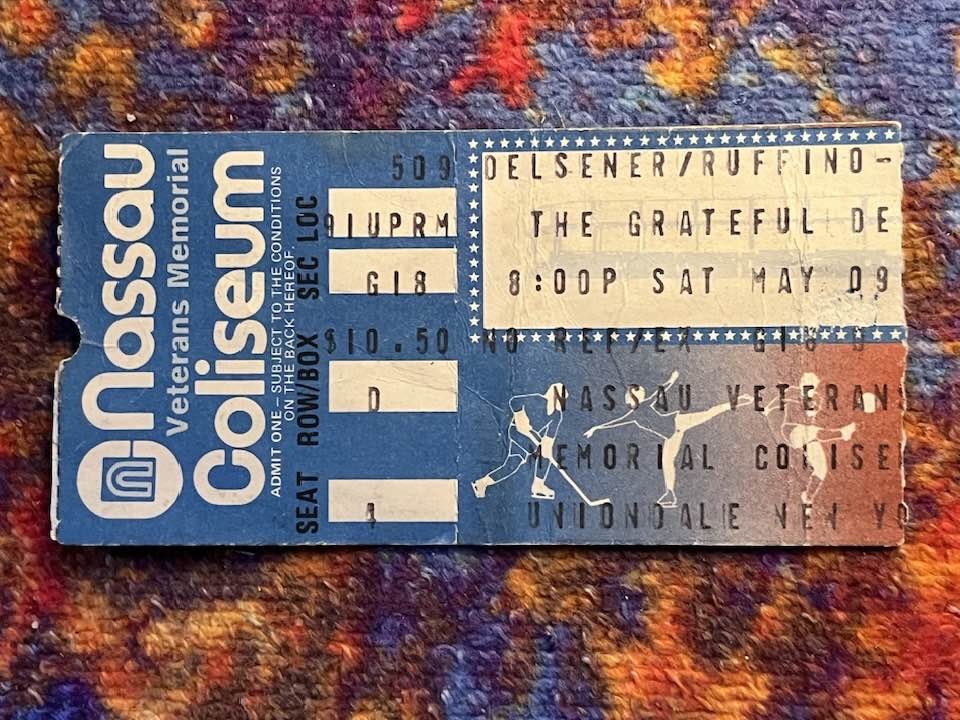 Nassau
Veterans Memorial
Coliseum
ADMIT ONE – SUBJECT TO THE CONDITIONS
ON THE BACK HEREOF.
SEAT ROW/BOX SEC LOC
509
91UPRM
G18
$10.50
D
4
DELSENER/RUFFINO-
THE GRATEFUL DE
8:00P SAT MAY 09
NO REF/EX
NASSAU VETERAN
MEMORIAL COLISE
UNIONDALE NEW YO